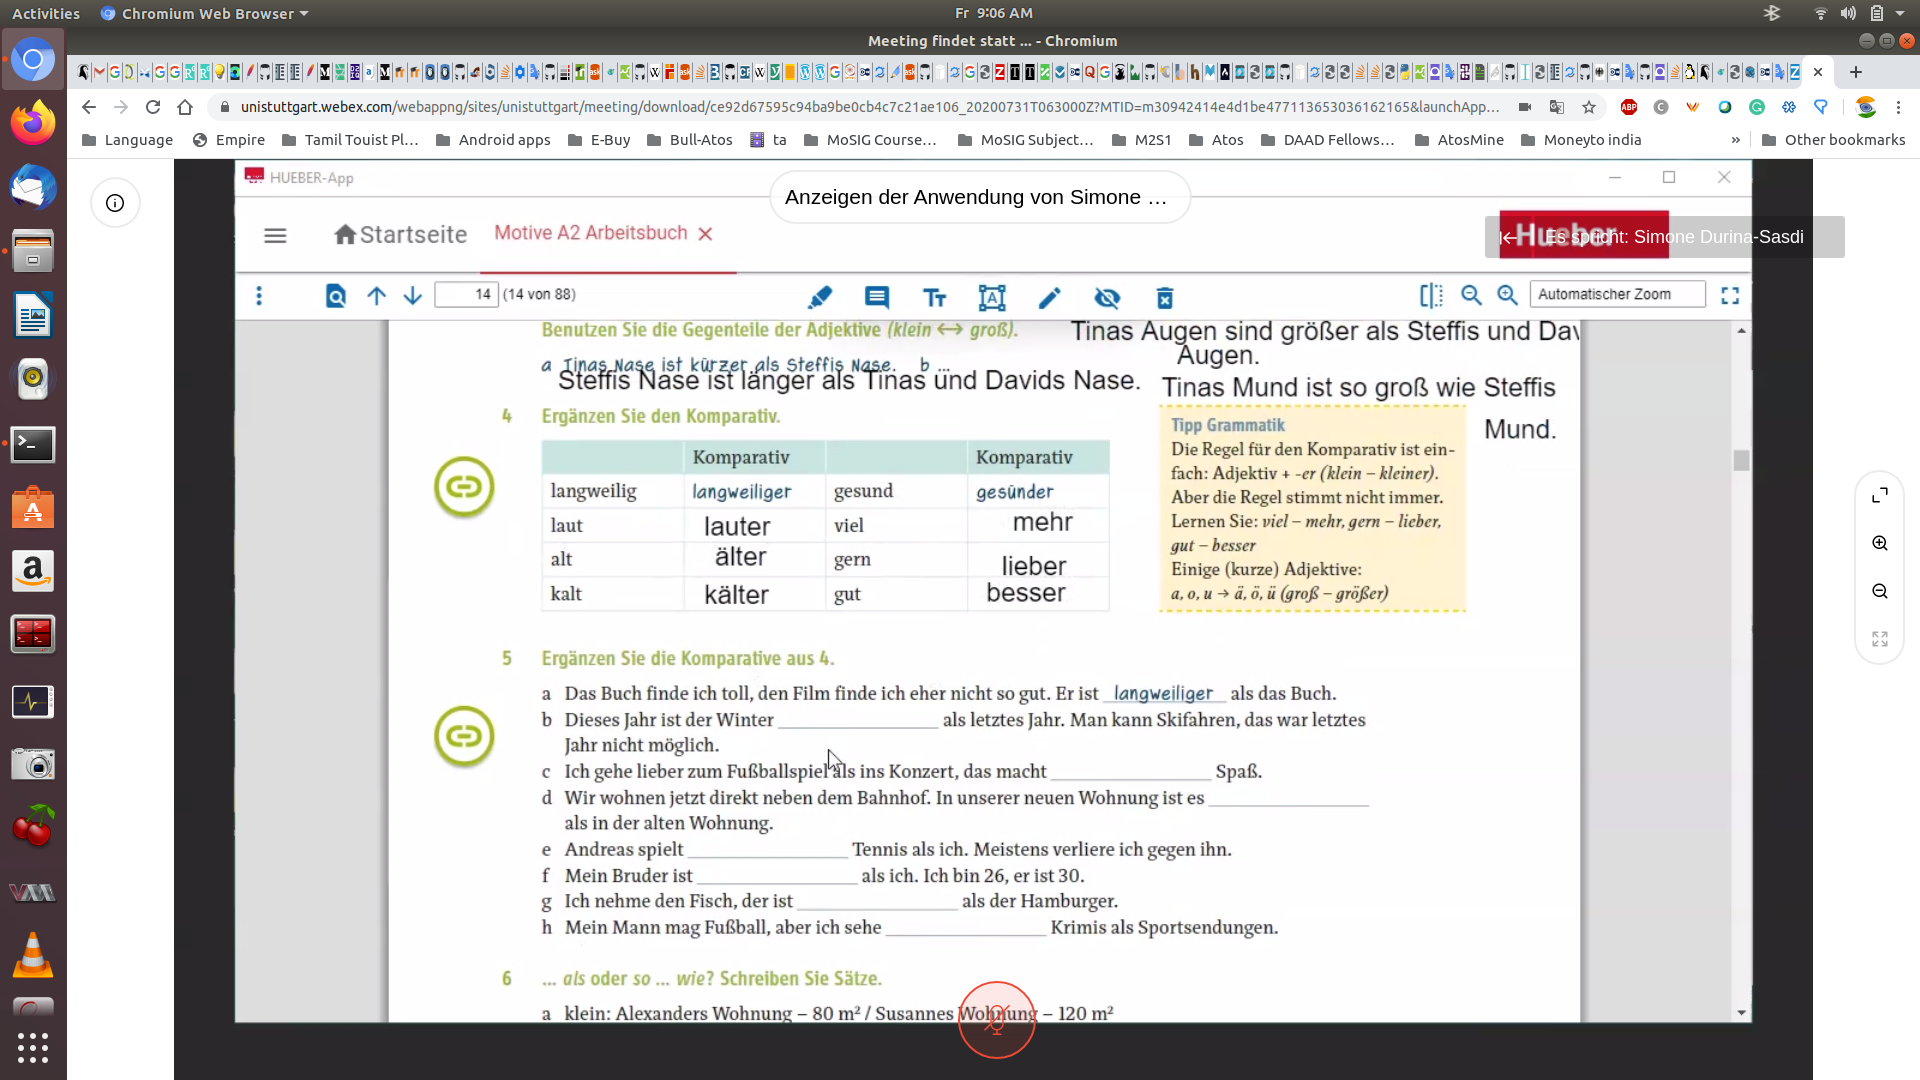 Activities
Chromium Web Browser
Fr 9:06 AM
Meeting findet statt ... - Chromium
unistuttgart.webex.com/webappng/sites/unistuttgart/meeting/download/ce92d67595c94ba9be0cb4c7c21ae106_20200731T063000Z?MTID=m30942414e4d1be477113653036162165&launchApp...
Language
Empire
Tamil Touist Pl...
Android apps
E-Buy
Bull-Atos
ta
MoSIG Course...
MoSIG Subject...
M2S1
Atos
DAAD Fellows...
AtosMine
Moneyto india
»
Other bookmarks
HUEBER-App
Anzeigen der Anwendung von Simone ...
Startseite
Motive A2 Arbeitsbuch
Hueber
Es spricht: Simone Durina-Sasdi
14 (14 von 88)
Automatischer Zoom
Benutzen Sie die Gegenteile der Adjektive (klein ↔ groß).
Tinas Augen sind größer als Steffis und Dav
Augen.
a Tinas Nase ist kürzer als Steffis Nase. b ...
Steffis Nase ist länger als Tinas und Davids Nase.
Tinas Mund ist so groß wie Steffis
Mund.
4 Ergänzen Sie den Komparativ.
Komparativ Komparativ
langweilig langweiliger gesund gesünder
laut lauter viel mehr
alt älter gern lieber
kalt kälter gut besser
Tipp Grammatik
Die Regel für den Komparativ ist ein-
fach: Adjektiv + -er (klein – kleiner).
Aber die Regel stimmt nicht immer.
Lernen Sie: viel – mehr, gern – lieber,
gut – besser
Einige (kurze) Adjektive:
a, o, u → ä, ö, ü (groß – größer)
5 Ergänzen Sie die Komparative aus 4.
a Das Buch finde ich toll, den Film finde ich eher nicht so gut. Er ist langweiliger als das Buch.
b Dieses Jahr ist der Winter ________ als letztes Jahr. Man kann Skifahren, das war letztes
Jahr nicht möglich.
c Ich gehe lieber zum Fußballspiel als ins Konzert, das macht ________ Spaß.
d Wir wohnen jetzt direkt neben dem Bahnhof. In unserer neuen Wohnung ist es ________
als in der alten Wohnung.
e Andreas spielt ________ Tennis als ich. Meistens verliere ich gegen ihn.
f Mein Bruder ist ________ als ich. Ich bin 26, er ist 30.
g Ich nehme den Fisch, der ist ________ als der Hamburger.
h Mein Mann mag Fußball, aber ich sehe ________ Krimis als Sportsendungen.
6 ... als oder so ... wie? Schreiben Sie Sätze.
a klein: Alexanders Wohnung – 80 m² / Susannes Wohnung – 120 m²